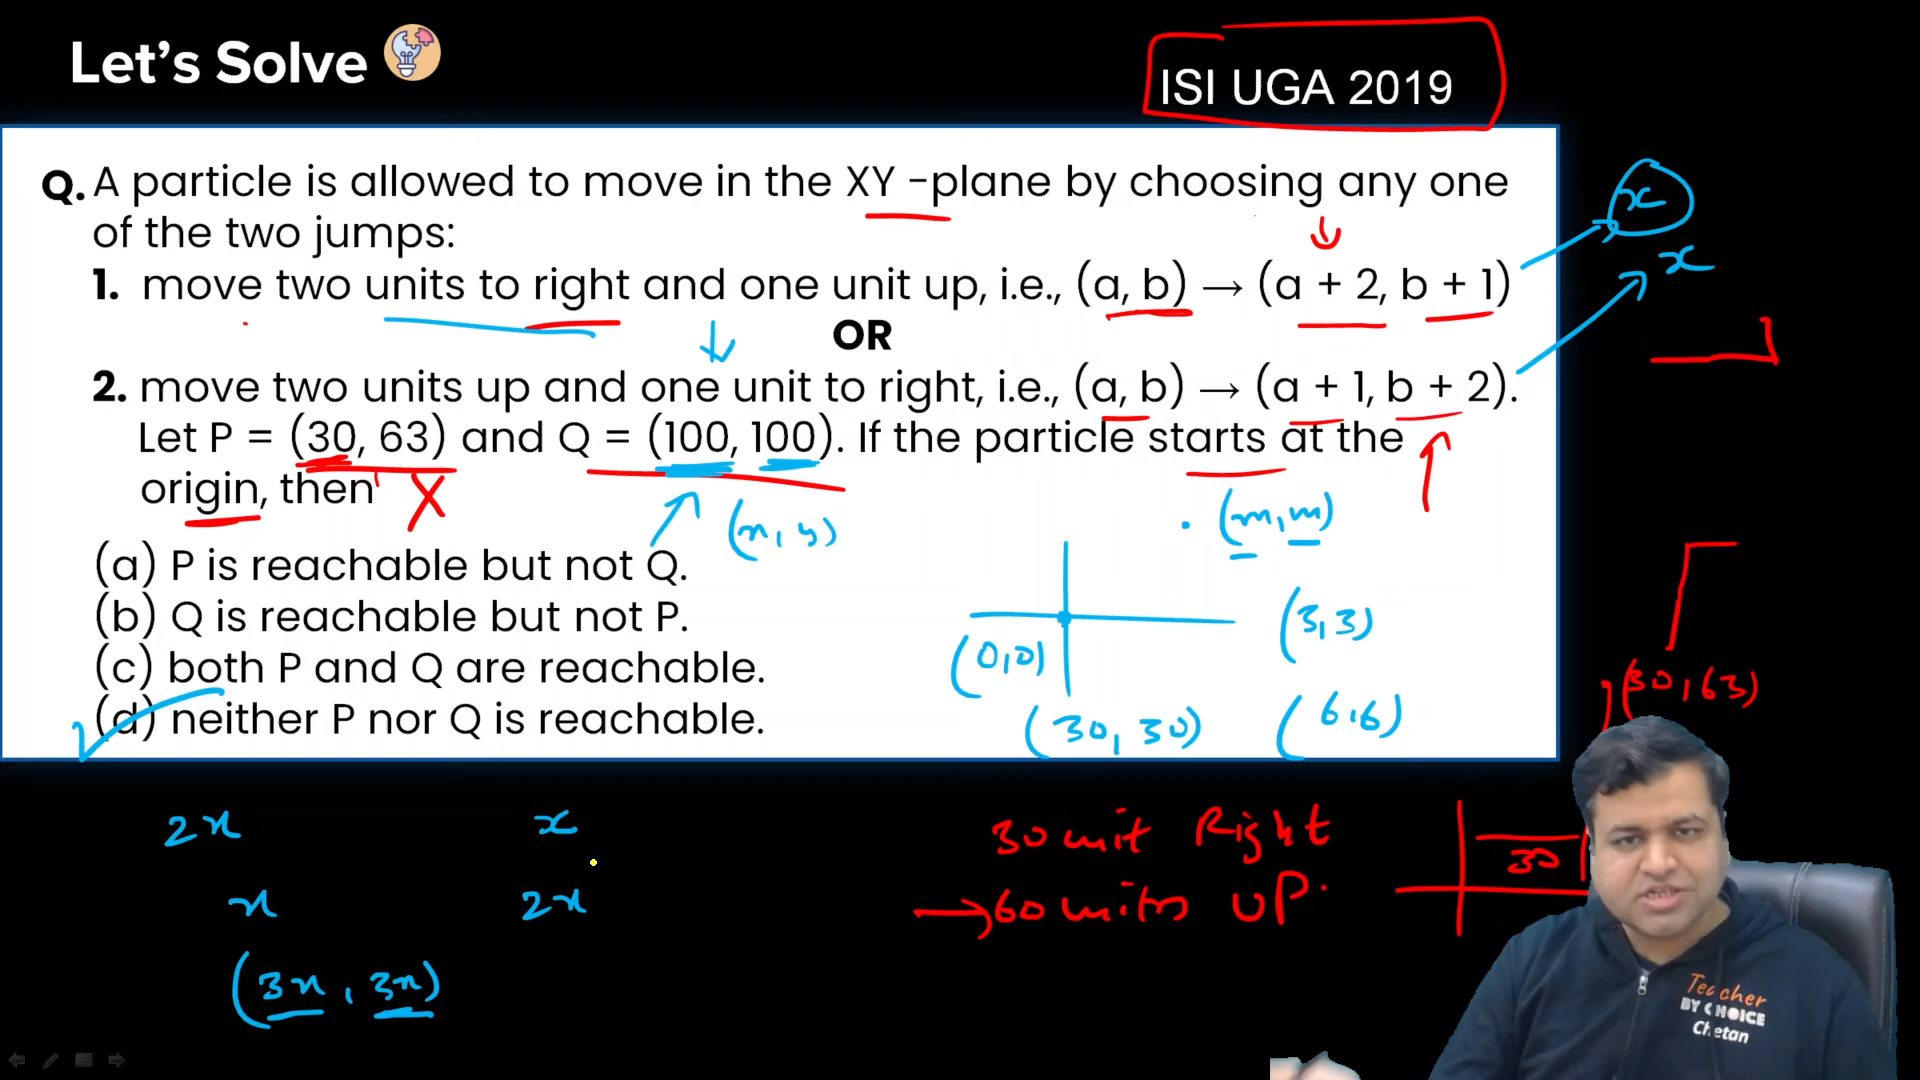 Let's Solve
ISI UGA 2019
Q. A particle is allowed to move in the XY -plane by choosing any one
of the two jumps:
1. move two units to right and one unit up, i.e., (a, b) → (a + 2, b + 1)
OR
2. move two units up and one unit to right, i.e., (a, b) → (a + 1, b + 2).
Let P = (30, 63) and Q = (100, 100). If the particle starts at the
origin, then
X
(a) P is reachable but not Q.
(b) Q is reachable but not P.
(c) both P and Q are reachable.
(d) neither P nor Q is reachable.
x
x
(m, m)
(3,3)
(0,0)
(30, 30)
(6,6)
(30, 63)
2x x
x 2x
(3x, 3x)
30 unit Right
→60 units UP.
30
Teacher
BY CHOICE
Chetan